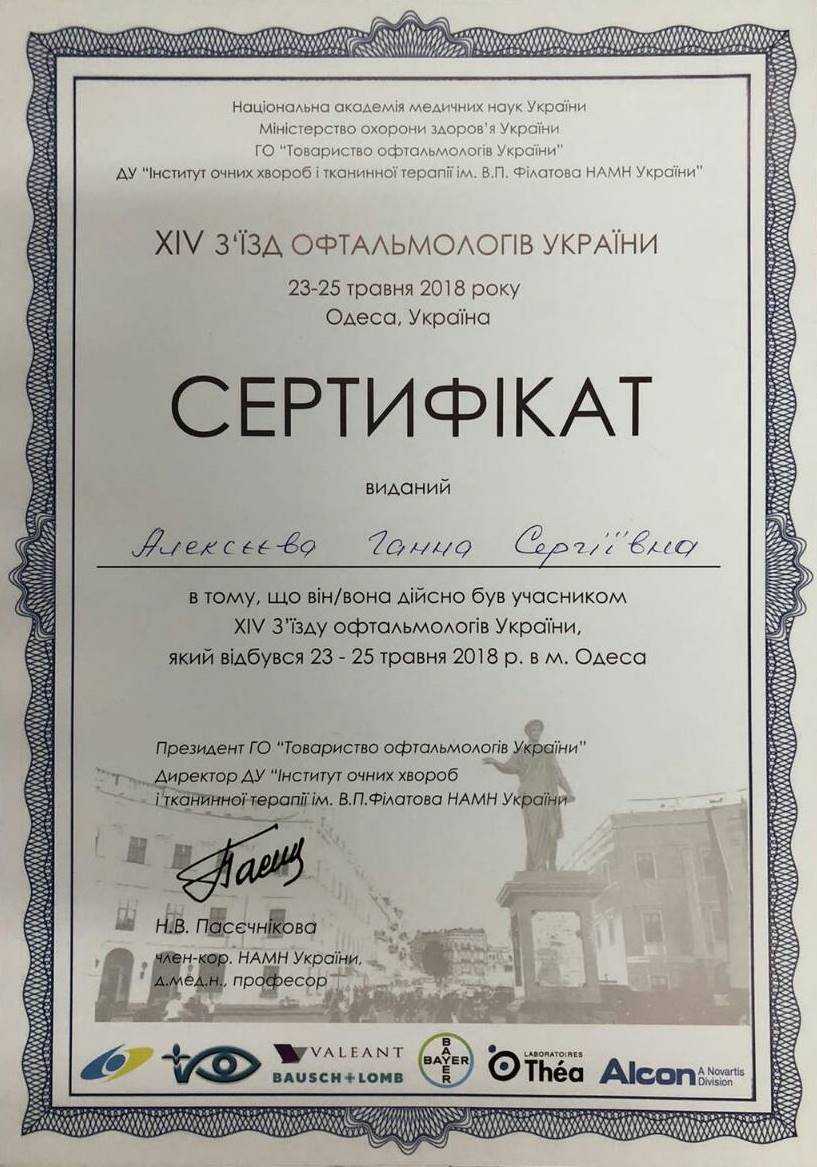 Національна академія медичних наук України
Міністерство охорони здоров'я України
ГО "Товариство офтальмологів України"
ДУ "Інститут очних хвороб і тканинної терапії ім. В.П. Філатова НАМН України"
XIV З'ЇЗД ОФТАЛЬМОЛОГІВ УКРАЇНИ
23-25 травня 2018 року
Одеса, Україна
СЕРТИФІКАТ
виданий
Алексєєва Ганна Сергіївна
в тому, що він/вона дійсно був учасником
XIV З'їзду офтальмологів України,
який відбувся 23 - 25 травня 2018 р. в м. Одеса
Президент ГО "Товариство офтальмологів України"
Директор ДУ "Інститут очних хвороб
і тканинної терапії ім. В.П.Філатова НАМН України
Н.В. Пасєчнікова
член-кор. НАМН України,
д.мед.н., професор
VALEANT
BAUSCH+LOMB
BAYER
BAYER
LABORATOIRES
Théa
Alcon
A Novartis
Division